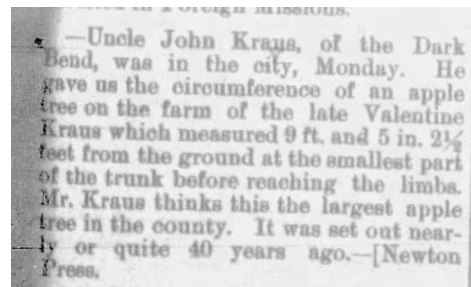 in Foreign Missions.
—Uncle John Kraus, of the Dark
Bend, was in the city, Monday. He
gave us the circumference of an apple
tree on the farm of the late Valentine
Kraus which measured 9 ft. and 5 in. 2½
feet from the ground at the smallest part
of the trunk before reaching the limbs.
Mr. Kraus thinks this the largest apple
tree in the county. It was set out near-
ly or quite 40 years ago.—[Newton
Press.